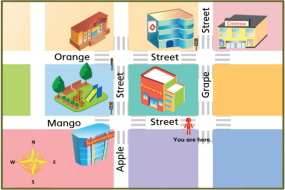 Street
Cinema
Orange Street
Street
Grape
Mango Street
You are here.
Apple
N
W E
S